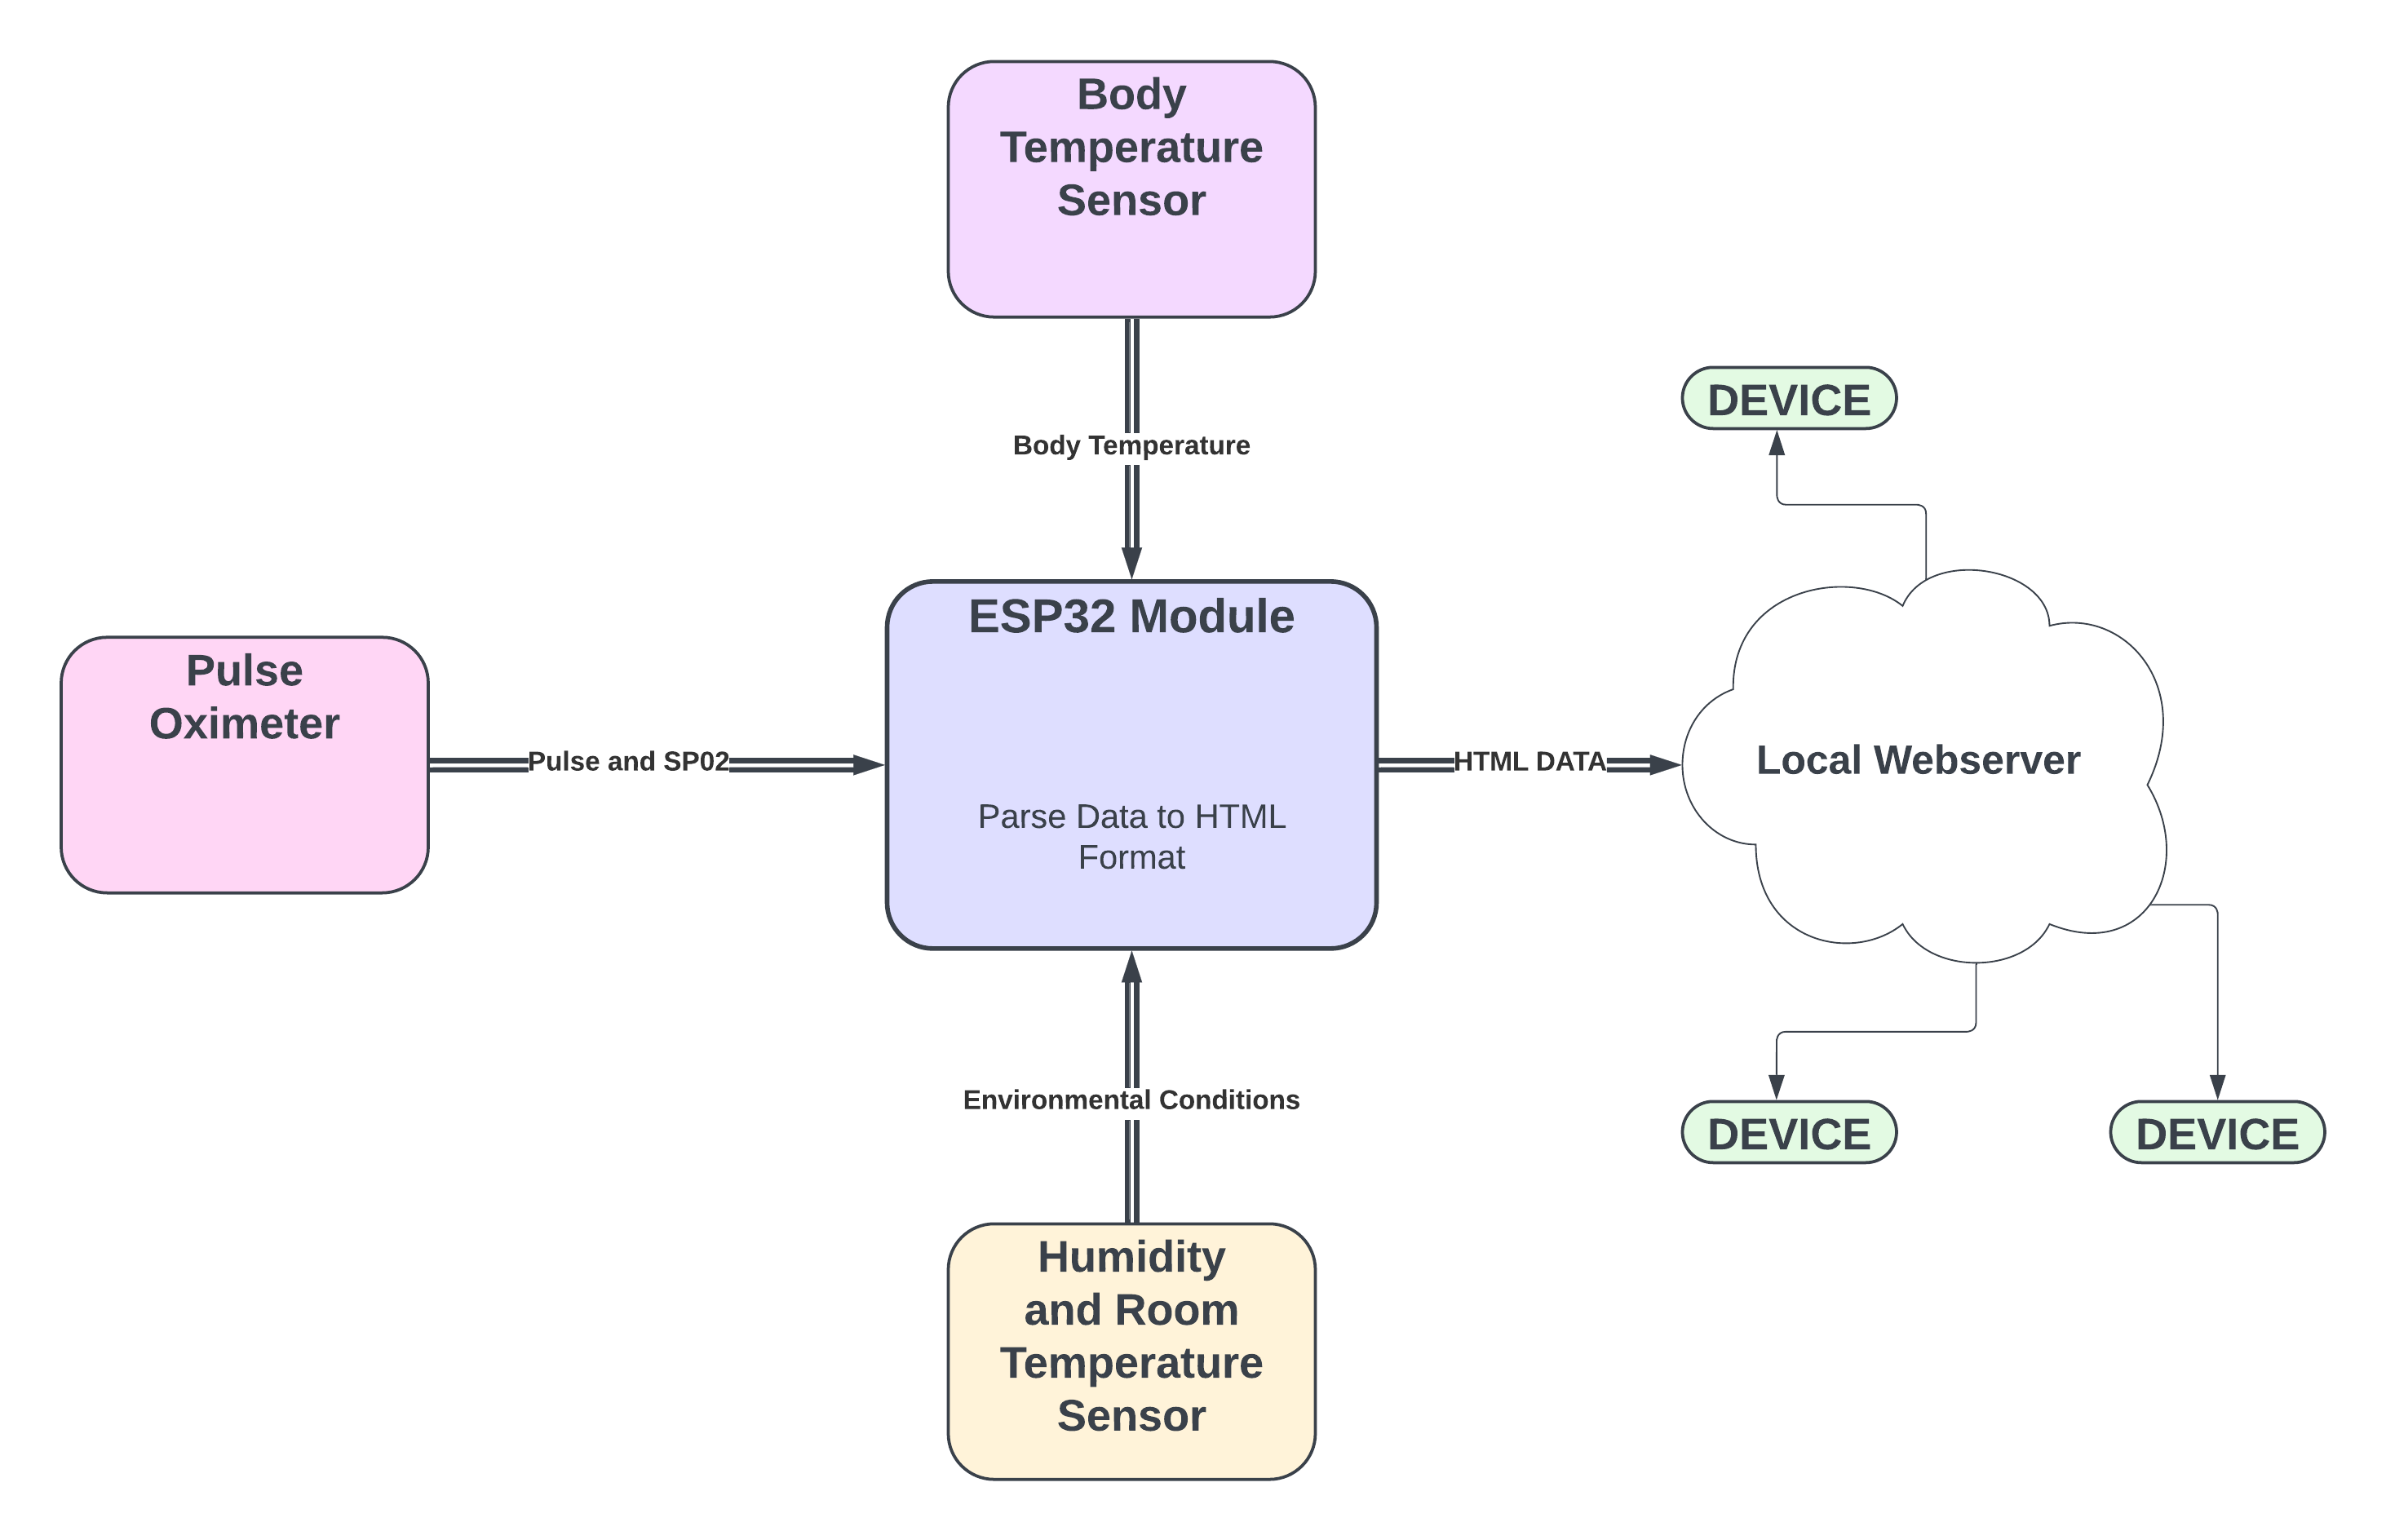 Body
Temperature
Sensor
Body Temperature
DEVICE
Pulse
Oximeter
Pulse and SP02
ESP32 Module
Parse Data to HTML
Format
HTML DATA
Local Webserver
Environmental Conditions
DEVICE
DEVICE
Humidity
and Room
Temperature
Sensor